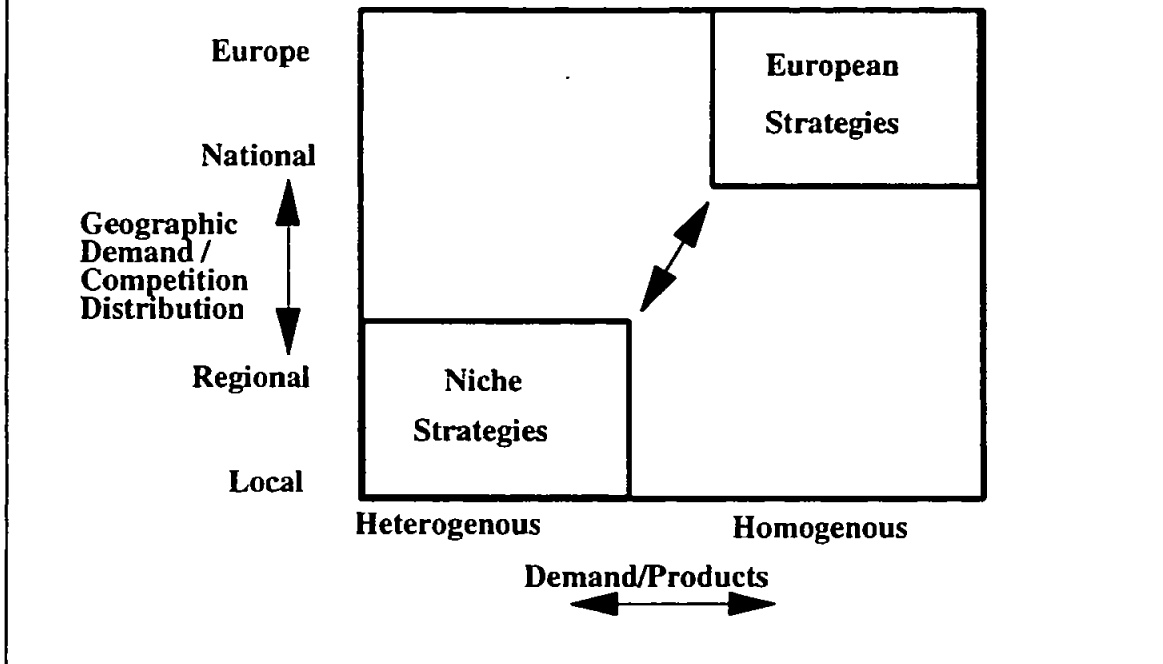 Europe
European
Strategies
National
Geographic
Demand /
Competition
Distribution
Regional
Niche
Strategies
Local
Heterogenous
Homogenous
Demand/Products